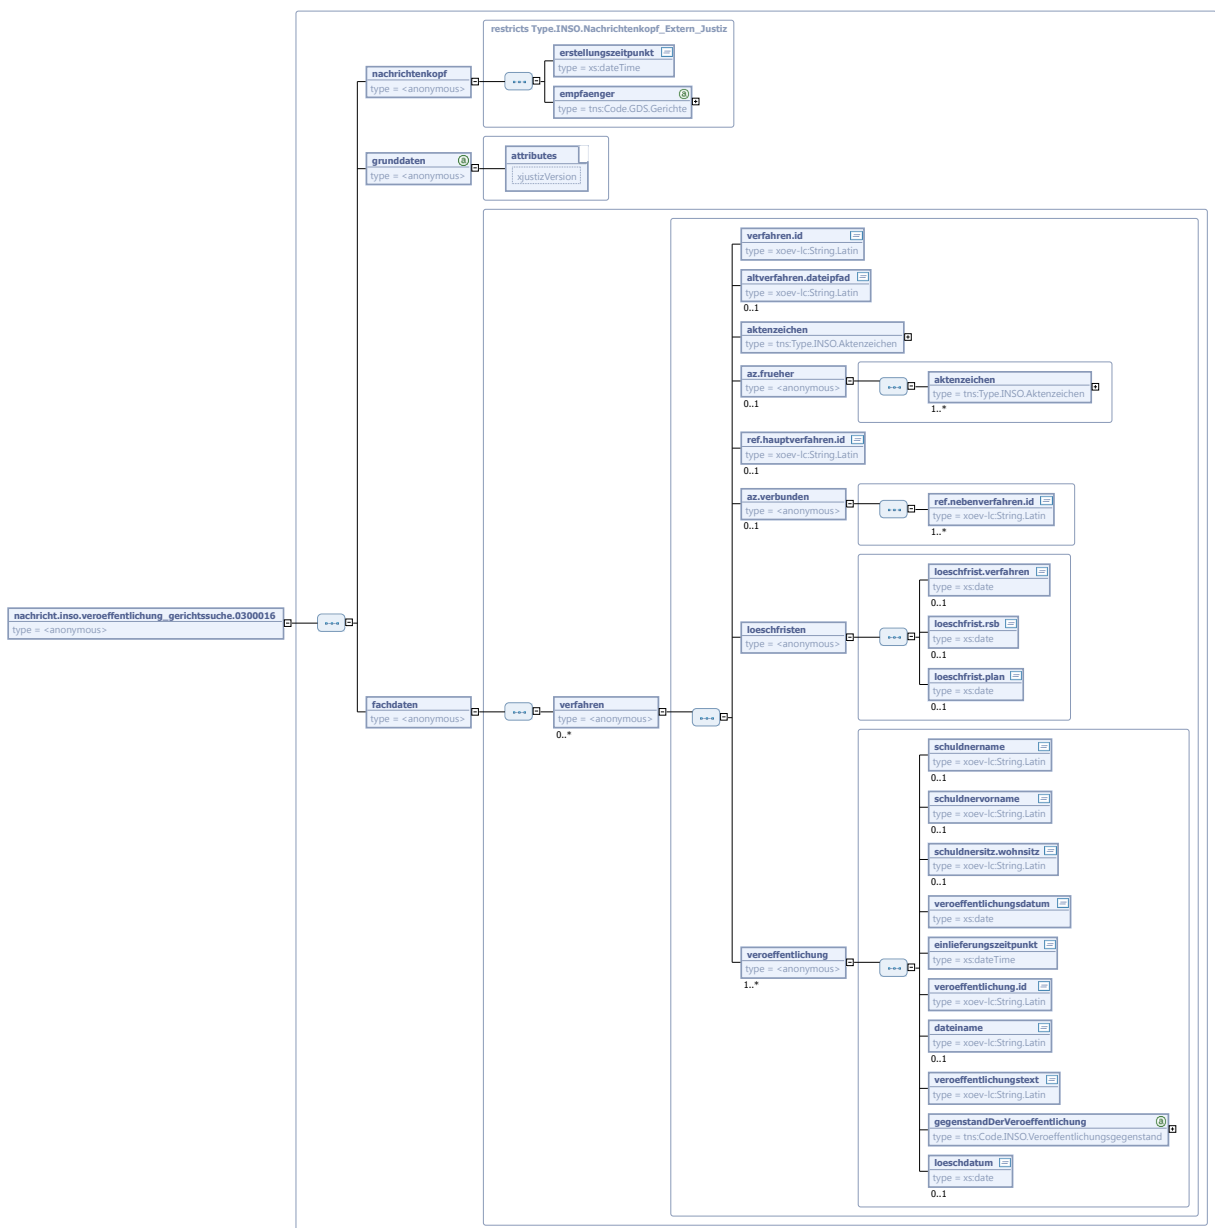 restricts Type.INSO.Nachrichtenkopf_Extern_Justiz
erstellungszeitpunkt
type = xs:dateTime
nachrichtenkopf
type = <anonymous>
empfaenger
type = tns:Code.GDS.Gerichte
grunddaten
type = <anonymous>
attributes
xjustizVersion
verfahren.id
type = xoev-lc:String.Latin
altverfahren.dateipfad
type = xoev-lc:String.Latin
0..1
aktenzeichen
type = tns:Type.INSO.Aktenzeichen
az.frueher
type = <anonymous>
0..1
aktenzeichen
type = tns:Type.INSO.Aktenzeichen
1..*
ref.hauptverfahren.id
type = xoev-lc:String.Latin
0..1
az.verbunden
type = <anonymous>
0..1
ref.nebenverfahren.id
type = xoev-lc:String.Latin
1..*
nachricht.inso.veroeffentlichung_gerichtssuche.0300016
type = <anonymous>
loeschfristen
type = <anonymous>
loeschfrist.verfahren
type = xs:date
0..1
loeschfrist.rsb
type = xs:date
0..1
loeschfrist.plan
type = xs:date
0..1
fachdaten
type = <anonymous>
verfahren
type = <anonymous>
0..*
veroeffentlichung
type = <anonymous>
1..*
schuldnername
type = xoev-lc:String.Latin
0..1
schuldnervorname
type = xoev-lc:String.Latin
0..1
schuldnersitz.wohnsitz
type = xoev-lc:String.Latin
0..1
veroeffentlichungsdatum
type = xs:date
einlieferungszeitpunkt
type = xs:dateTime
veroeffentlichung.id
type = xoev-lc:String.Latin
dateiname
type = xoev-lc:String.Latin
0..1
veroeffentlichungstext
type = xoev-lc:String.Latin
gegenstandDerVeroeffentlichung
type = tns:Code.INSO.Veroeffentlichungsgegenstand
loeschdatum
type = xs:date
0..1